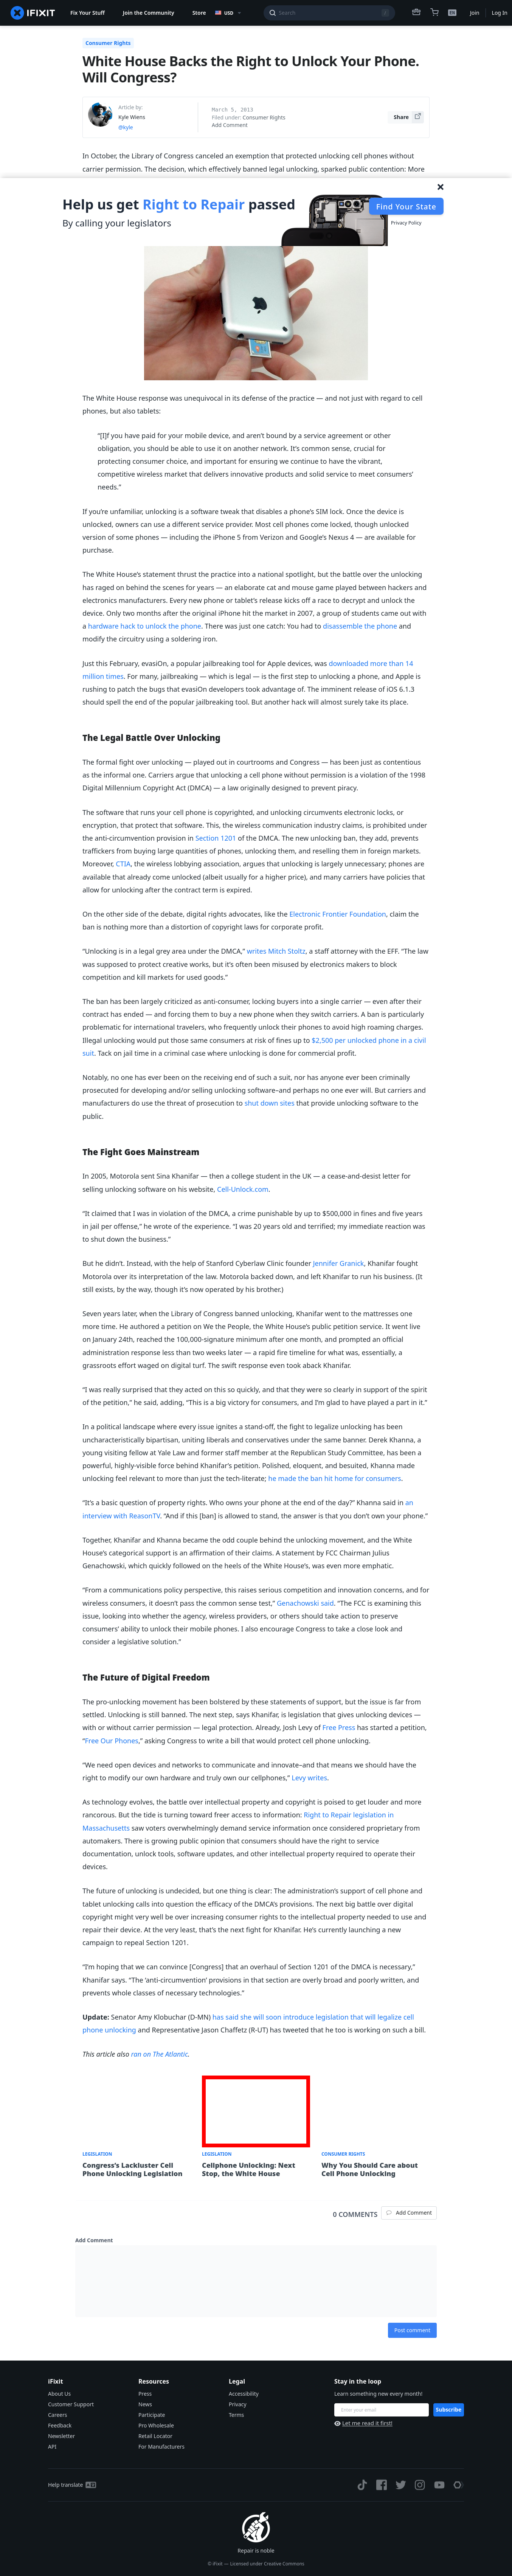 IFIXIT
Fix Your Stuff
Join the Community
Store
USD
Search
/
EN
Join
Log In
Consumer Rights
White House Backs the Right to Unlock Your Phone.
Will Congress?
Article by:
Kyle Wiens
@kyle
March 5, 2013
Filed under: Consumer Rights
Add Comment
Share
In October, the Library of Congress canceled an exemption that protected unlocking cell phones without
carrier permission. The decision, widely believed anti-legal unlocking, sparked public contention: More
Help us get Right to Repair passed
By calling your legislators
Find Your State
Privacy Policy
The White House response was unequivocal in its defense of the practice — and not just with regard to cell
phones, but also tablets:
“[I]f you have paid for your mobile device, and aren’t bound by a service agreement or other
obligation, you should be able to use it on another network. It’s common sense, crucial for
protecting consumer choice, and important for ensuring we continue to have the vibrant,
competitive wireless market that delivers innovative products and solid service to meet consumers’
needs.”
If you’re unfamiliar, unlocking is a software tweak that disables a phone’s SIM lock. Once the device is
unlocked, owners can use a different service provider. Most cell phones come locked, though unlocked
version of some phones — including the iPhone 5 from Verizon and Google’s Nexus 4 — are available for
purchase.
The White House’s statement thrust the practice into a national spotlight, but the battle over the unlocking
has raged on behind the scenes for years — an elaborate cat and mouse game played between hackers and
electronics manufacturers. Every new phone or tablet’s release kicks off a race to decrypt and unlock the
device. Only two months after the original iPhone hit the market in 2007, a group of students came out with
a hardware hack to unlock the phone. There was just one catch: You had to disassemble the phone and
modify the circuitry using a soldering iron.
Just this February, evasiOn, a popular jailbreaking tool for Apple devices, was downloaded more than 14
million times. For many, jailbreaking — which is legal — is the first step to unlocking a phone, and Apple is
rushing to patch the bugs that evasiOn developers took advantage of. The imminent release of iOS 6.1.3
should spell the end of the popular jailbreaking tool. But another hack will almost surely take its place.
The Legal Battle Over Unlocking
The formal fight over unlocking — played out in courtrooms and Congress — has been just as contentious
as the informal one. Carriers argue that unlocking a cell phone without permission is a violation of the 1998
Digital Millennium Copyright Act (DMCA) — a law originally designed to prevent piracy.
The software that runs your cell phone is copyrighted, and unlocking circumvents electronic locks, or
encryption, that protect that software. This, the wireless communication industry claims, is prohibited under
the anti-circumvention provision in Section 1201 of the DMCA. The new unlocking ban, they add, prevents
traffickers from buying large quantities of phones, unlocking them, and reselling them in foreign markets.
Moreover, CTIA, the wireless lobbying association, argues that unlocking is largely unnecessary; phones are
available that already come unlocked (albeit usually for a higher price), and many carriers have policies that
allow for unlocking after the contract term is expired.
On the other side of the debate, digital rights advocates, like the Electronic Frontier Foundation, claim the
ban is nothing more than a distortion of copyright laws for corporate profit.
“Unlocking is in a legal grey area under the DMCA,” writes Mitch Stoltz, a staff attorney with the EFF. “The law
was supposed to protect creative works, but it’s often been misused by electronics makers to block
competition and kill markets for used goods.”
The ban has been largely criticized as anti-consumer, locking buyers into a single carrier — even after their
contract has ended — and forcing them to buy a new phone when they switch carriers. A ban is particularly
problematic for international travelers, who frequently unlock their phones to avoid high roaming charges.
Illegal unlocking would put those same consumers at risk of fines up to $2,500 per unlocked phone in a civil
suit. Tack on jail time in a criminal case where unlocking is done for commercial profit.
Notably, no one has ever been on the receiving end of such a suit, nor has anyone ever been criminally
prosecuted for developing and/or selling unlocking software–and perhaps no one ever will. But carriers and
manufacturers do use the threat of prosecution to shut down sites that provide unlocking software to the
public.
The Fight Goes Mainstream
In 2005, Motorola sent Sina Khanifar — then a college student in the UK — a cease-and-desist letter for
selling unlocking software on his website, Cell-Unlock.com.
“It claimed that I was in violation of the DMCA, a crime punishable by up to $500,000 in fines and five years
in jail per offense,” he wrote of the experience. “I was 20 years old and terrified; my immediate reaction was
to shut down the business.”
But he didn’t. Instead, with the help of Stanford Cyberlaw Clinic founder Jennifer Granick, Khanifar fought
Motorola over its interpretation of the law. Motorola backed down, and left Khanifar to run his business. (It
still exists, by the way, though it’s now operated by his brother.)
Seven years later, when the Library of Congress banned unlocking, Khanifar went to the mattresses one
more time. He authored a petition on We the People, the White House’s public petition service. It went live
on January 24th, reached the 100,000-signature minimum after one month, and prompted an official
administration response less than two weeks later — a rapid fire timeline for what was, essentially, a
grassroots effort waged on digital turf. The swift response even took aback Khanifar.
“I was really surprised that they acted on this so quickly, and that they were so clearly in support of the spirit
of the petition,” he said, adding, “This is a big victory for consumers, and I’m glad to have played a part in it.”
In a political landscape where every issue ignites a stand-off, the fight to legalize unlocking has been
uncharacteristically bipartisan, uniting liberals and conservatives under the same banner. Derek Khanna, a
young visiting fellow at Yale Law and former staff member at the Republican Study Committee, has been a
powerful, highly-visible force behind Khanifar’s petition. Polished, eloquent, and besuited, Khanna made
unlocking feel relevant to more than just the tech-literate; he made the ban hit home for consumers.
“It’s a basic question of property rights. Who owns your phone at the end of the day?” Khanna said in an
interview with ReasonTV. “And if this [ban] is allowed to stand, the answer is that you don’t own your phone.”
Together, Khanifar and Khanna became the odd couple behind the unlocking movement, and the White
House’s categorical support is an affirmation of their claims. A statement by FCC Chairman Julius
Genachowski, which quickly followed on the heels of the White House’s, was even more emphatic.
“From a communications policy perspective, this raises serious competition and innovation concerns, and for
wireless consumers, it doesn’t pass the common sense test,” Genachowski said. “The FCC is examining this
issue, looking into whether the agency, wireless providers, or others should take action to preserve
consumers’ ability to unlock their mobile phones. I also encourage Congress to take a close look and
consider a legislative solution.”
The Future of Digital Freedom
The pro-unlocking movement has been bolstered by these statements of support, but the issue is far from
settled. Unlocking is still banned. The next step, says Khanifar, is legislation that gives unlocking devices —
with or without carrier permission — legal protection. Already, Josh Levy of Free Press has started a petition,
“Free Our Phones,” asking Congress to write a bill that would protect cell phone unlocking.
“We need open devices and networks to communicate and innovate–and that means we should have the
right to modify our own hardware and truly own our cellphones,” Levy writes.
As technology evolves, the battle over intellectual property and copyright is poised to get louder and more
rancorous. But the tide is turning toward freer access to information: Right to Repair legislation in
Massachusetts saw voters overwhelmingly demand service information once considered proprietary from
automakers. There is growing public opinion that consumers should have the right to service
documentation, unlock tools, software updates, and other intellectual property required to operate their
devices.
The future of unlocking is undecided, but one thing is clear: The administration’s support of cell phone and
tablet unlocking calls into question the efficacy of the DMCA’s provisions. The next big battle over digital
copyright might very well be over increasing consumer rights to the intellectual property needed to use and
repair their device. At the very least, that’s the next fight for Khanifar. He’s currently launching a new
campaign to repeal Section 1201.
“I’m hoping that we can convince [Congress] that an overhaul of Section 1201 of the DMCA is necessary,”
Khanifar says. “The ‘anti-circumvention’ provisions in that section are overly broad and poorly written, and
prevents whole classes of necessary technologies.”
Update: Senator Amy Klobuchar (D-MN) has said she will soon introduce legislation that will legalize cell
phone unlocking and Representative Jason Chaffetz (R-UT) has tweeted that he too is working on such a bill.
This article also ran on The Atlantic.
LEGISLATION
Congress’s Lackluster Cell
Phone Unlocking Legislation
LEGISLATION
Cellphone Unlocking: Next
Stop, the White House
CONSUMER RIGHTS
Why You Should Care about
Cell Phone Unlocking
0 COMMENTS
Add Comment
Add Comment
Post comment
iFixit
About Us
Customer Support
Careers
Feedback
Newsletter
API
Resources
Press
News
Participate
Pro Wholesale
Retail Locator
For Manufacturers
Legal
Accessibility
Privacy
Terms
Stay in the loop
Learn something new every month!
Enter your email
Subscribe
Let me read it first!
Help translate
Repair is noble
© iFixit — Licensed under Creative Commons